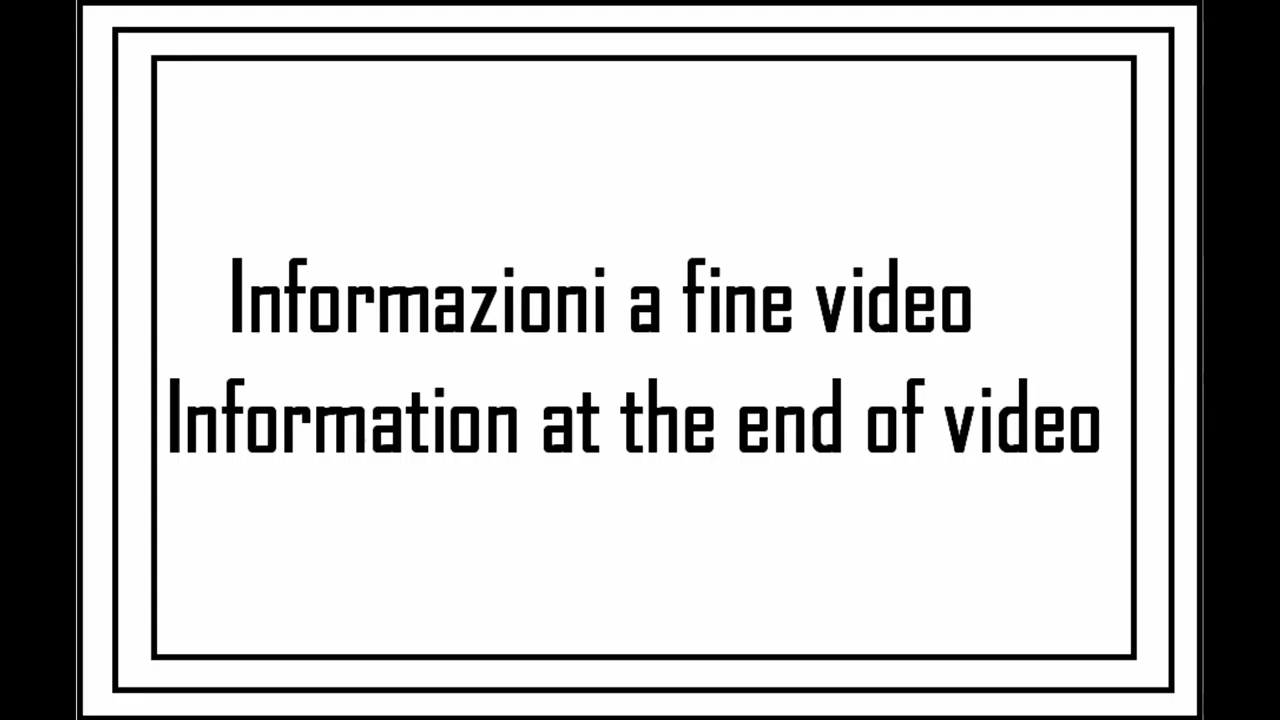 Informazioni a fine video
Information at the end of video